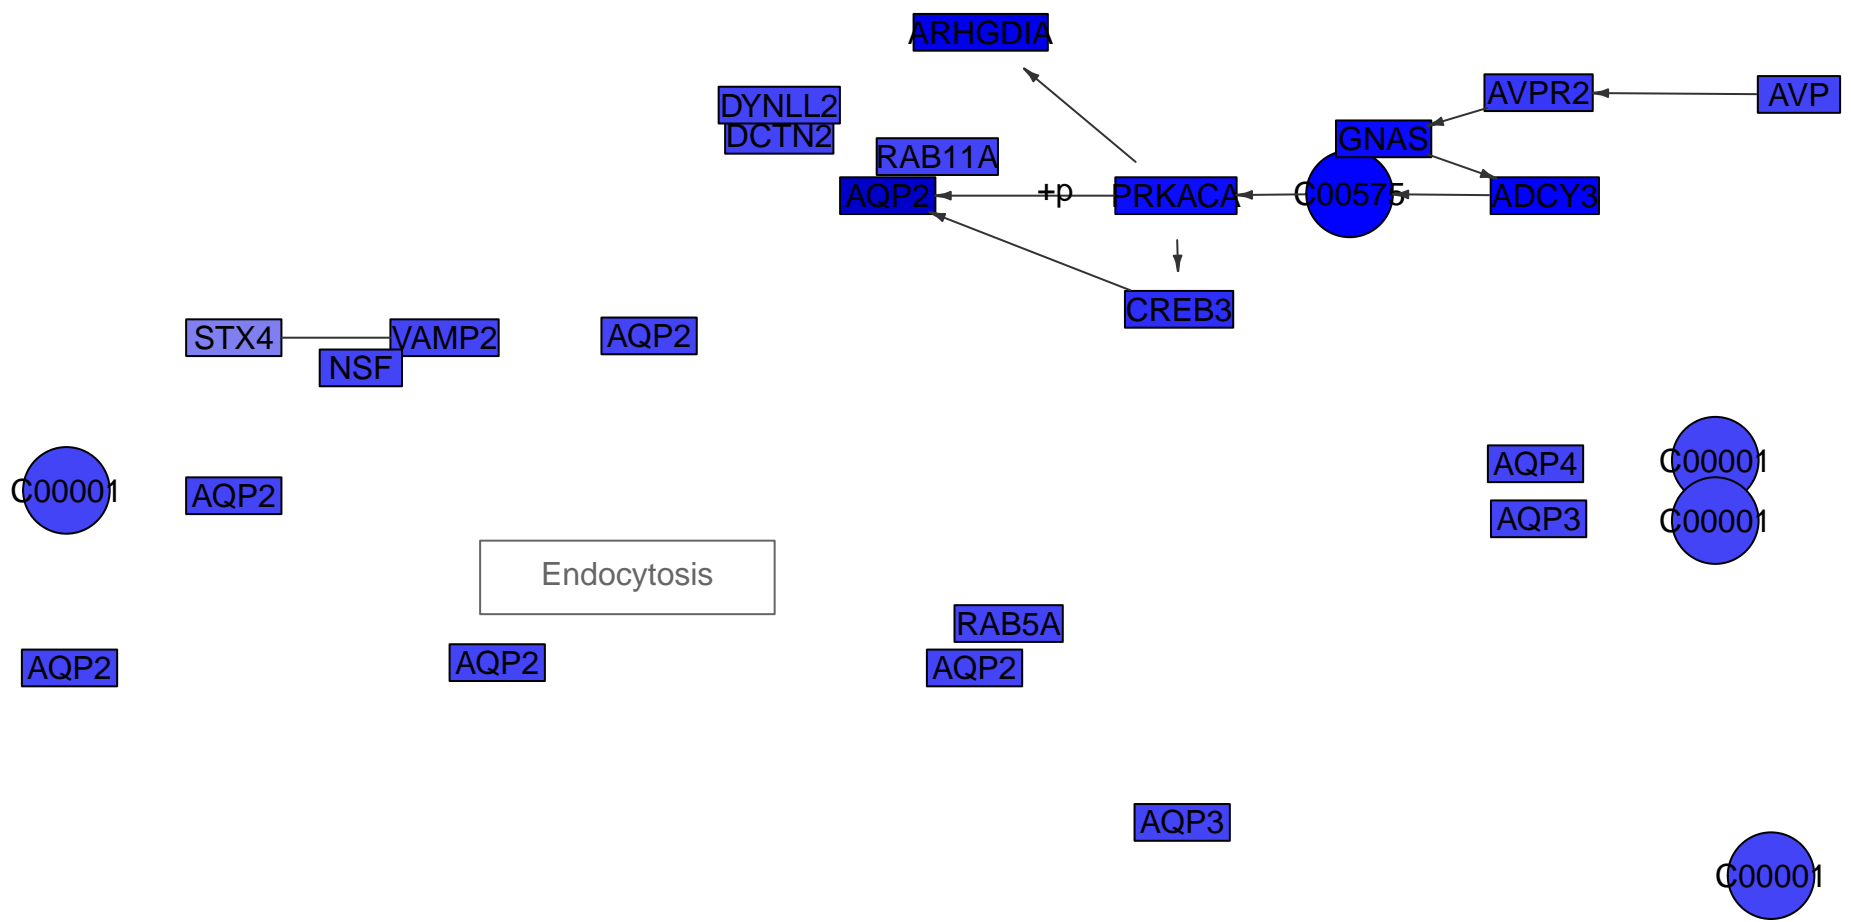 ARHGDIA
DYNLL2
AVPR2
AVP
DCTN2
GNAS
RAB11A
AQP2
+p
PRKACA
C00575
ADCY3
CREB3
STX4
VAMP2
AQP2
NSF
AQP4
C00001
C00001
AQP2
AQP3
C00001
Endocytosis
RAB5A
AQP2
AQP2
AQP2
AQP3
C00001